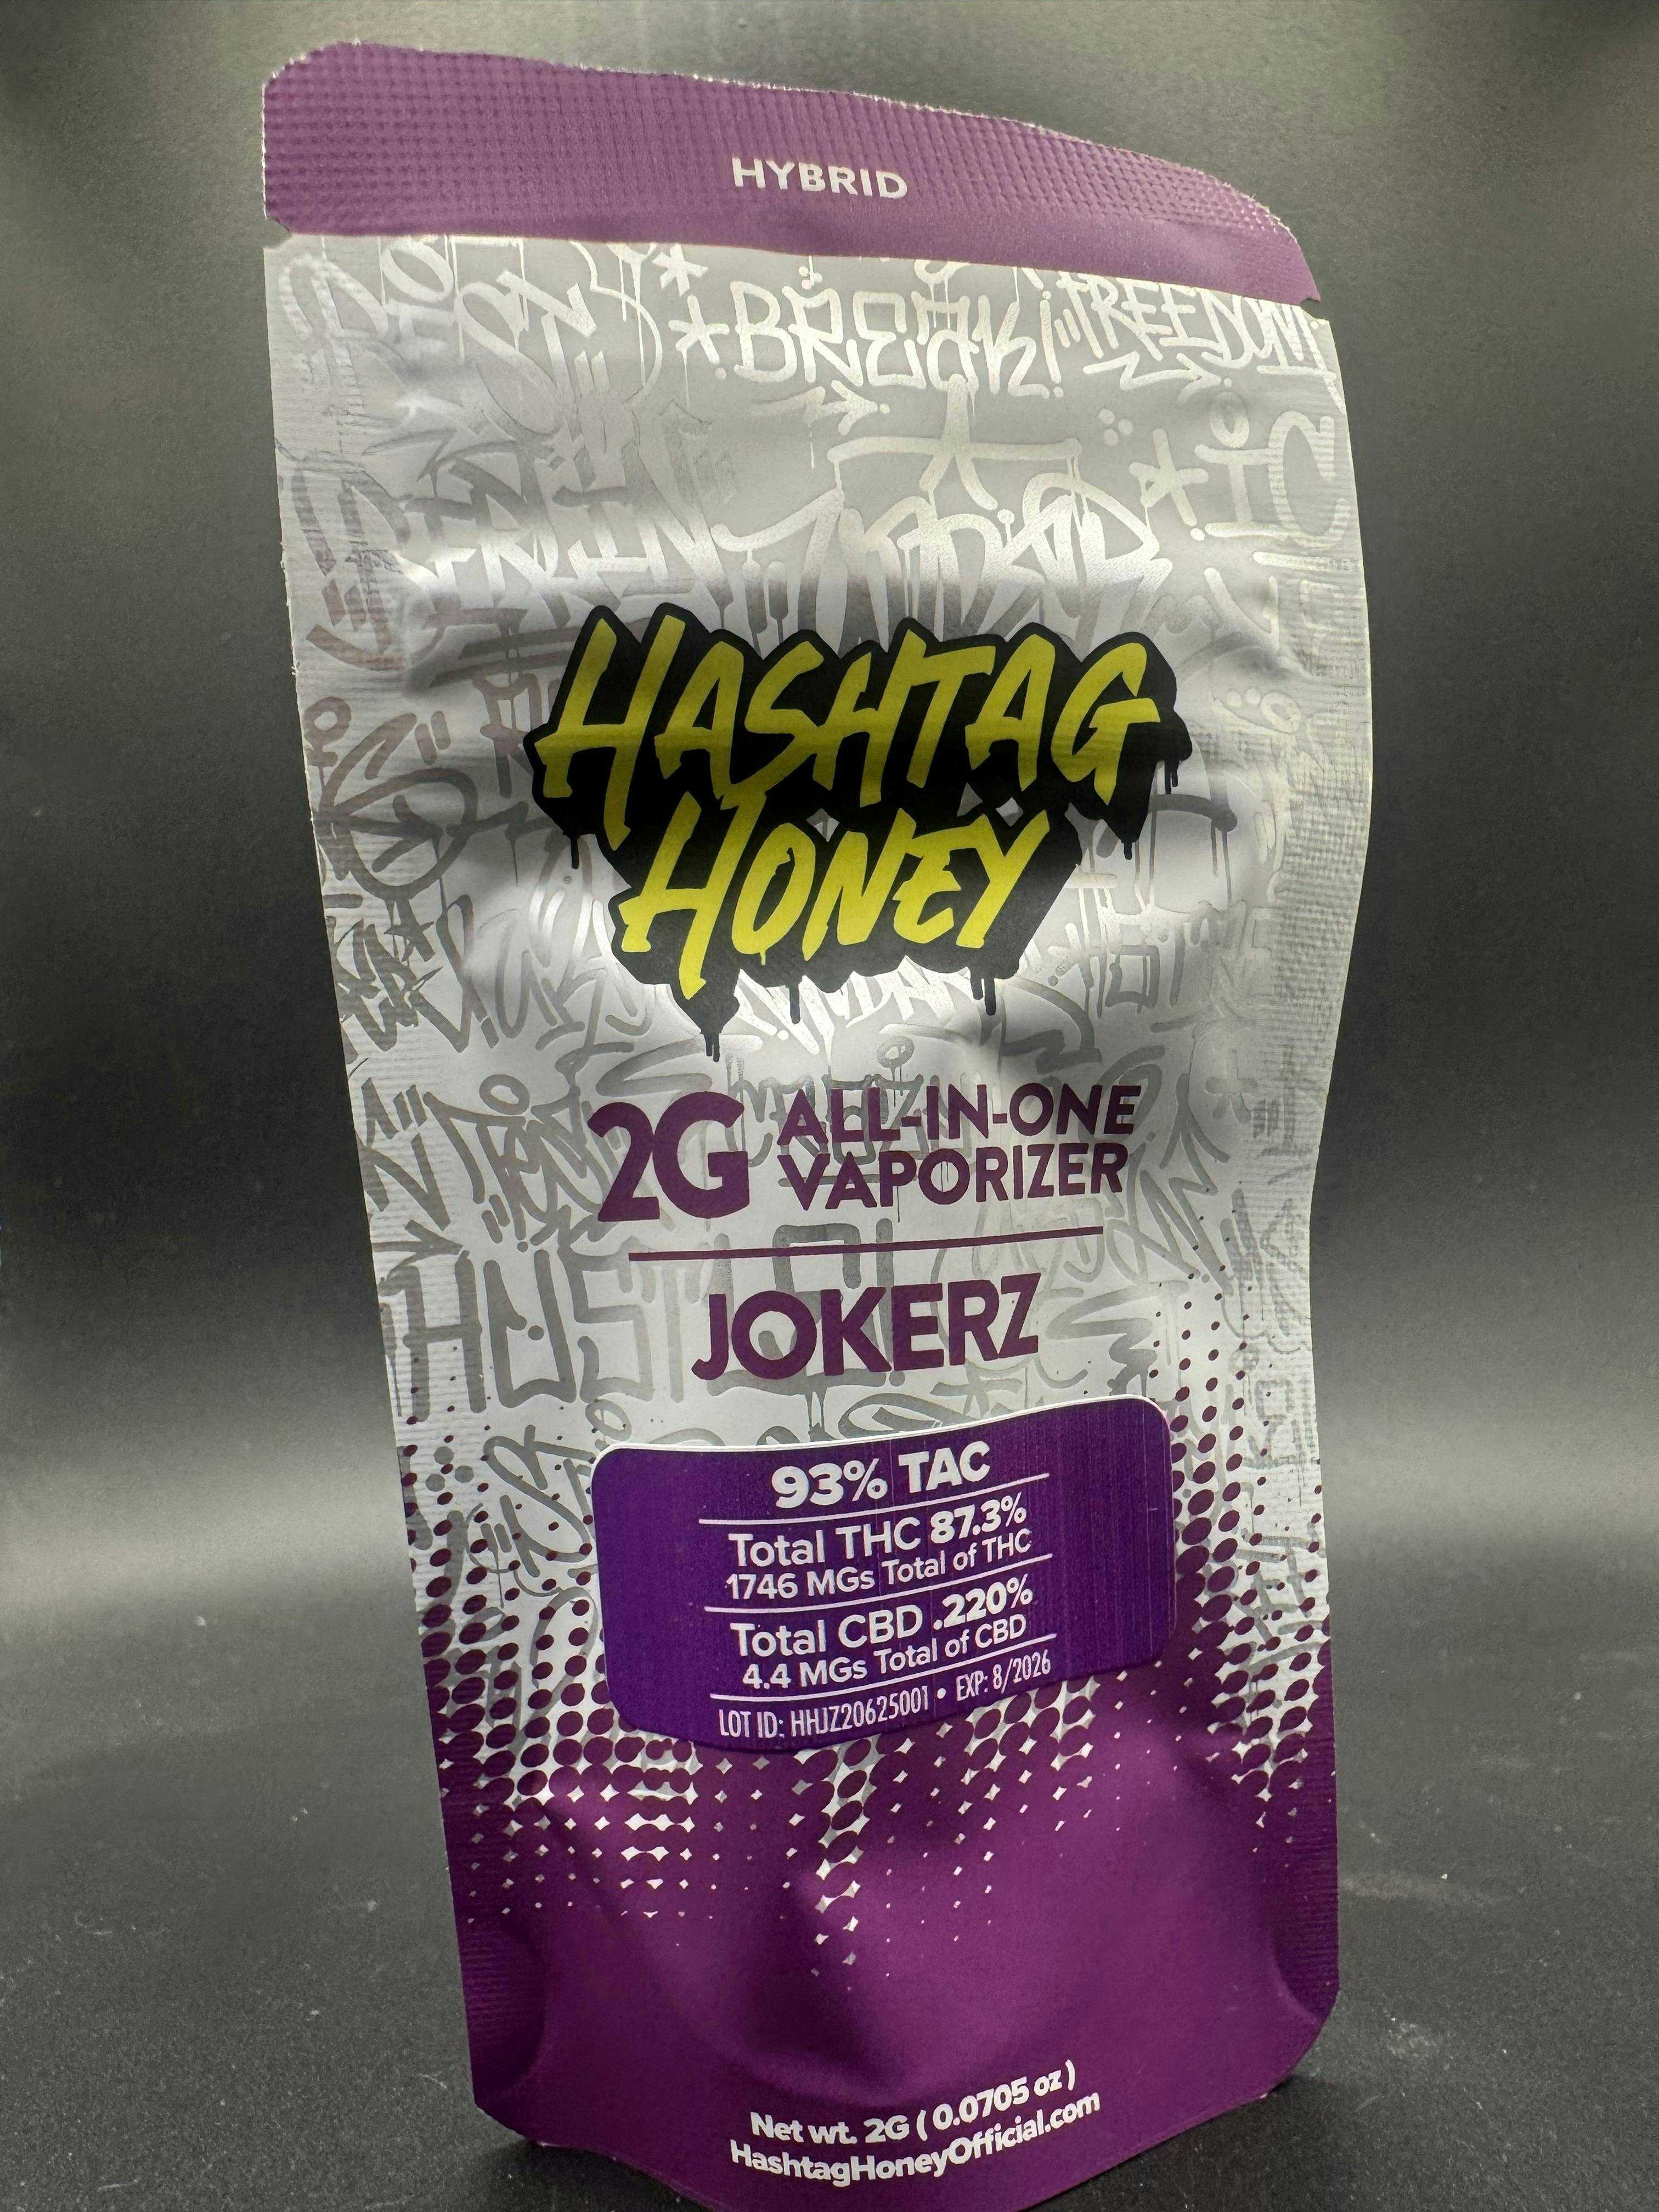 HYBRID
BREAK! FREEDOM
HASHTAG
HONEY
2G ALL-IN-ONE
VAPORIZER
JOKERZ
93% TAC
Total THC 87.3%
1746 MGs Total of THC
Total CBD .220%
4.4 MGs Total of CBD
LOT ID: HHJZ20625001 • EXP: 8/2026
Net wt. 2G ( 0.0705 oz )
HashtagHoneyOfficial.com